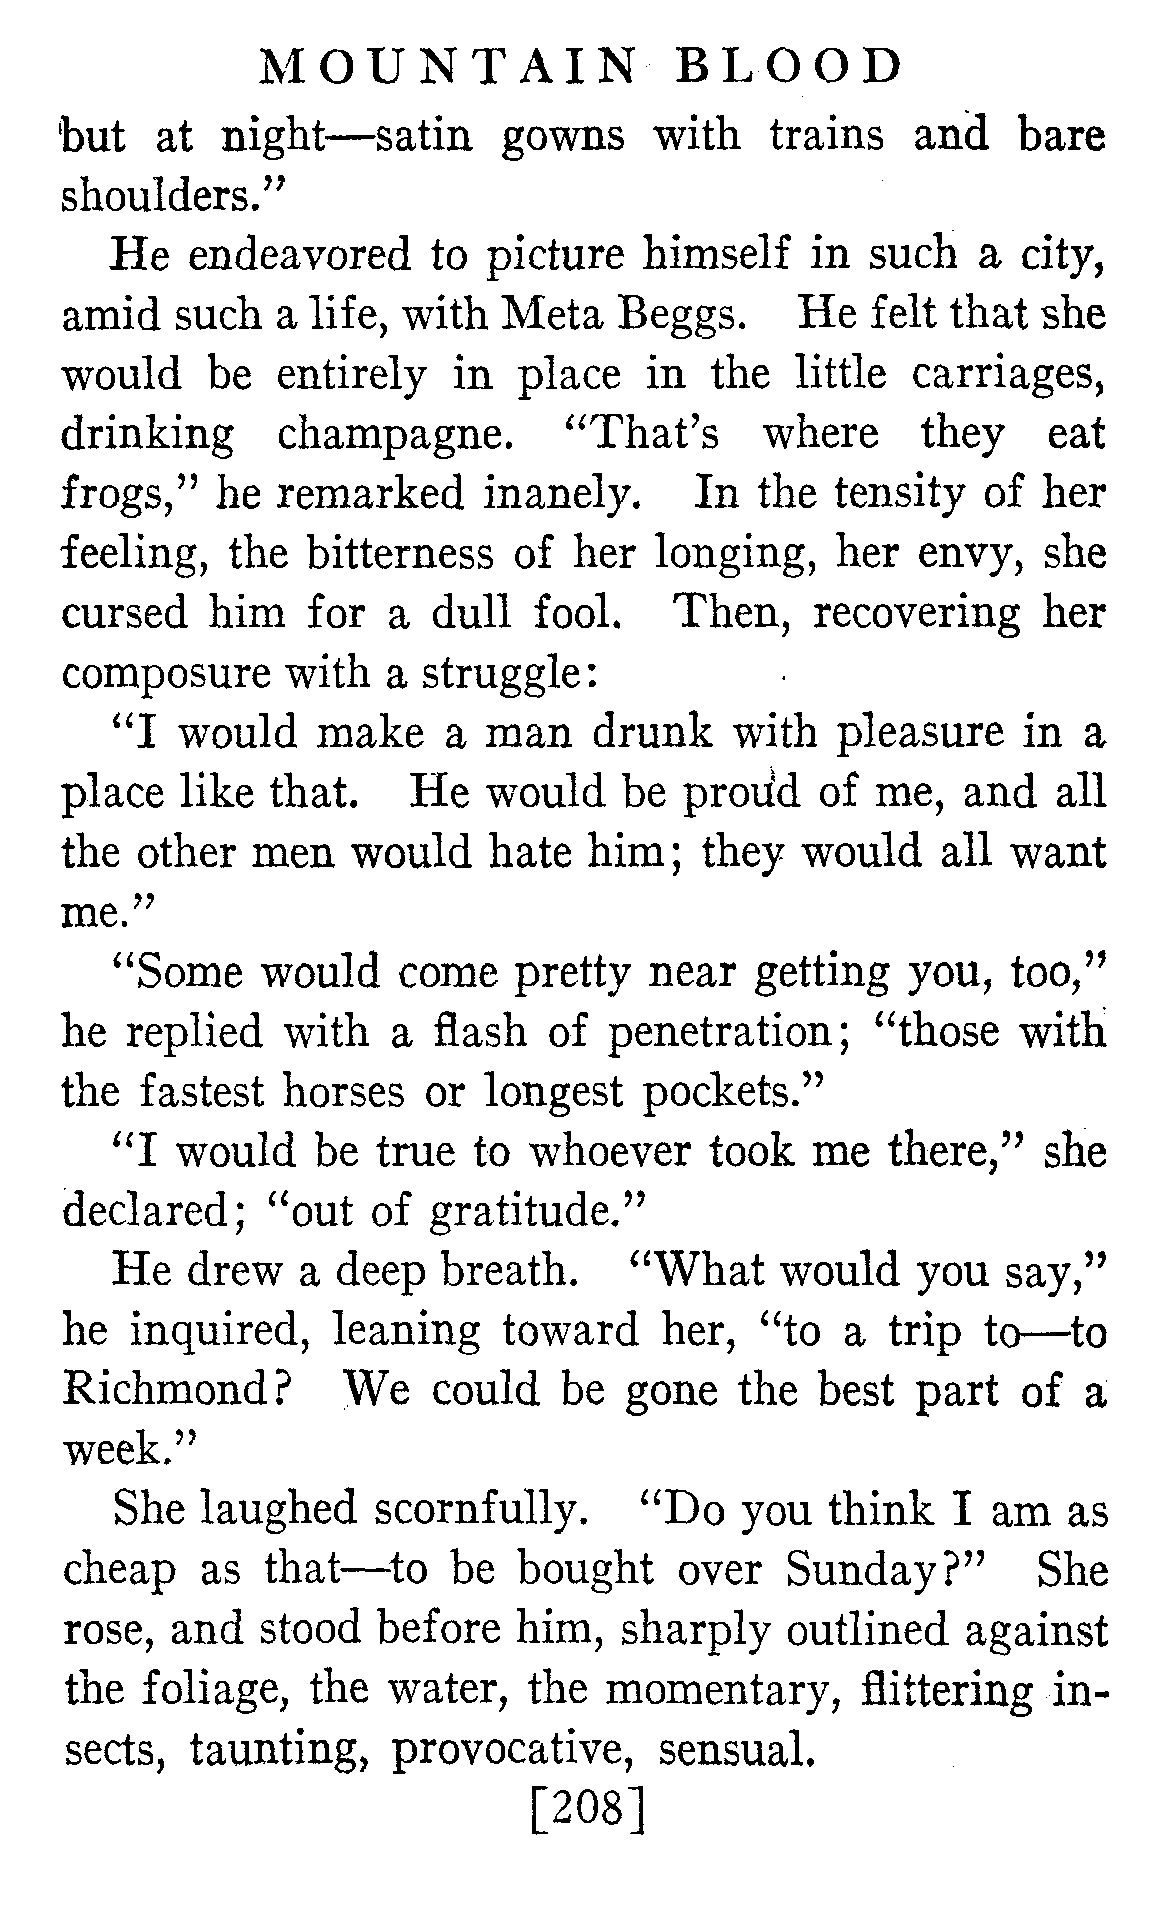 MOUNTAIN BLOOD
but at night—satin gowns with trains and bare
shoulders."
He endeavored to picture himself in such a city,
amid such a life, with Meta Beggs. He felt that she
would be entirely in place in the little carriages,
drinking champagne. "That's where they eat
frogs," he remarked inanely. In the tensity of her
feeling, the bitterness of her longing, her envy, she
cursed him for a dull fool. Then, recovering her
composure with a struggle:
"I would make a man drunk with pleasure in a
place like that. He would be proud of me, and all
the other men would hate him; they would all want
me."
"Some would come pretty near getting you, too,"
he replied with a flash of penetration; "those with
the fastest horses or longest pockets."
"I would be true to whoever took me there," she
declared; "out of gratitude."
He drew a deep breath. "What would you say,"
he inquired, leaning toward her, "to a trip to—to
Richmond? We could be gone the best part of a
week."
She laughed scornfully. "Do you think I am as
cheap as that—to be bought over Sunday?" She
rose, and stood before him, sharply outlined against
the foliage, the water, the momentary, flittering in-
sects, taunting, provocative, sensual.
[208]